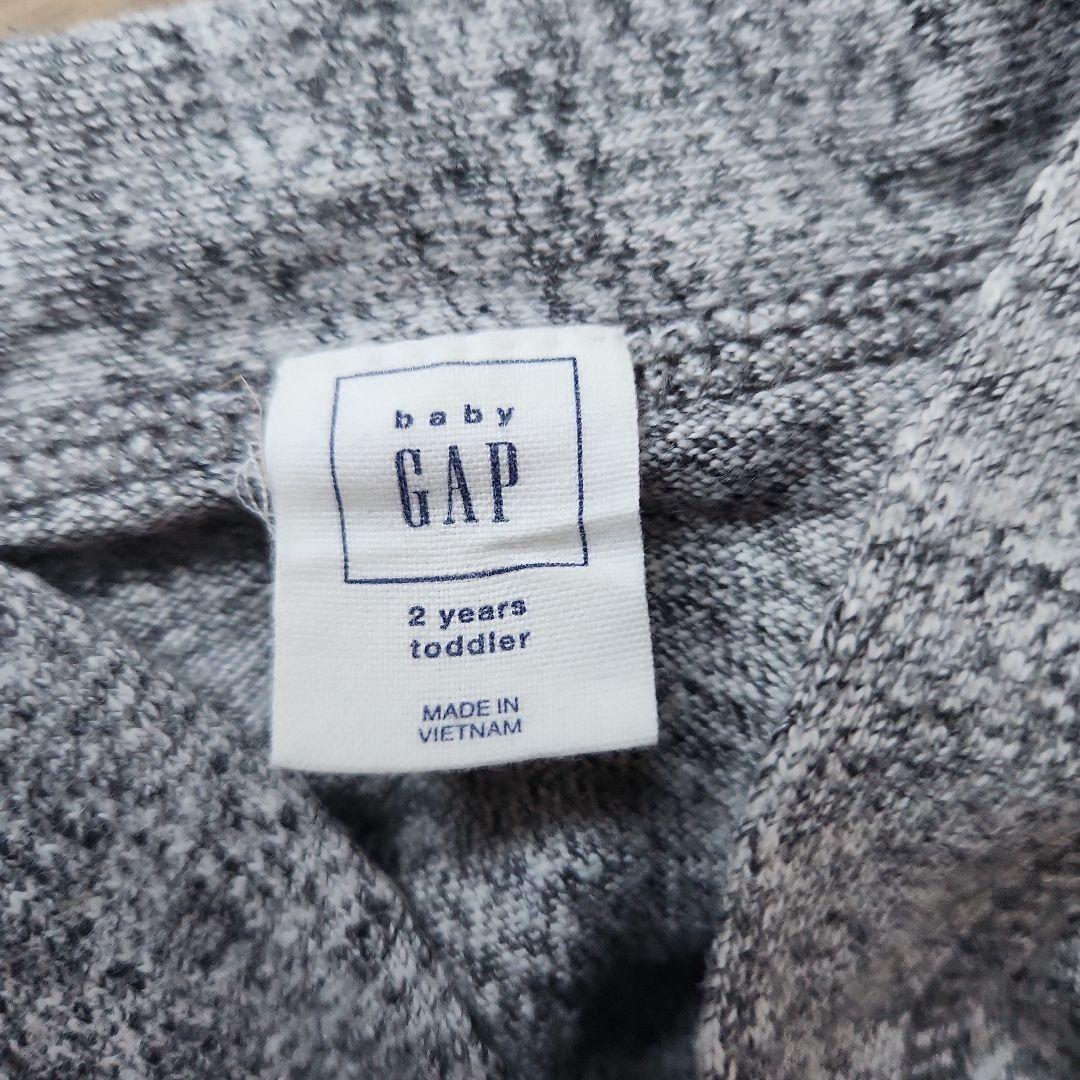 baby
GAP
2 years
toddler
MADE IN
VIETNAM